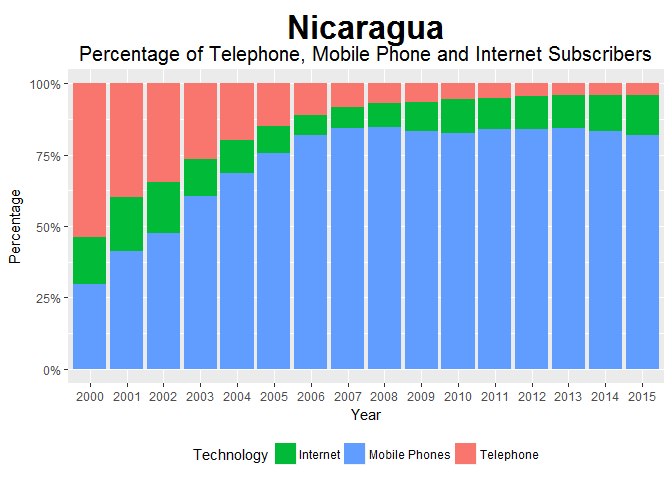 Nicaragua
Percentage of Telephone, Mobile Phone and Internet Subscribers
Percentage
100%
75%
50%
25%
0%
2000 2001 2002 2003 2004 2005 2006 2007 2008 2009 2010 2011 2012 2013 2014 2015
Year
Technology Internet Mobile Phones Telephone